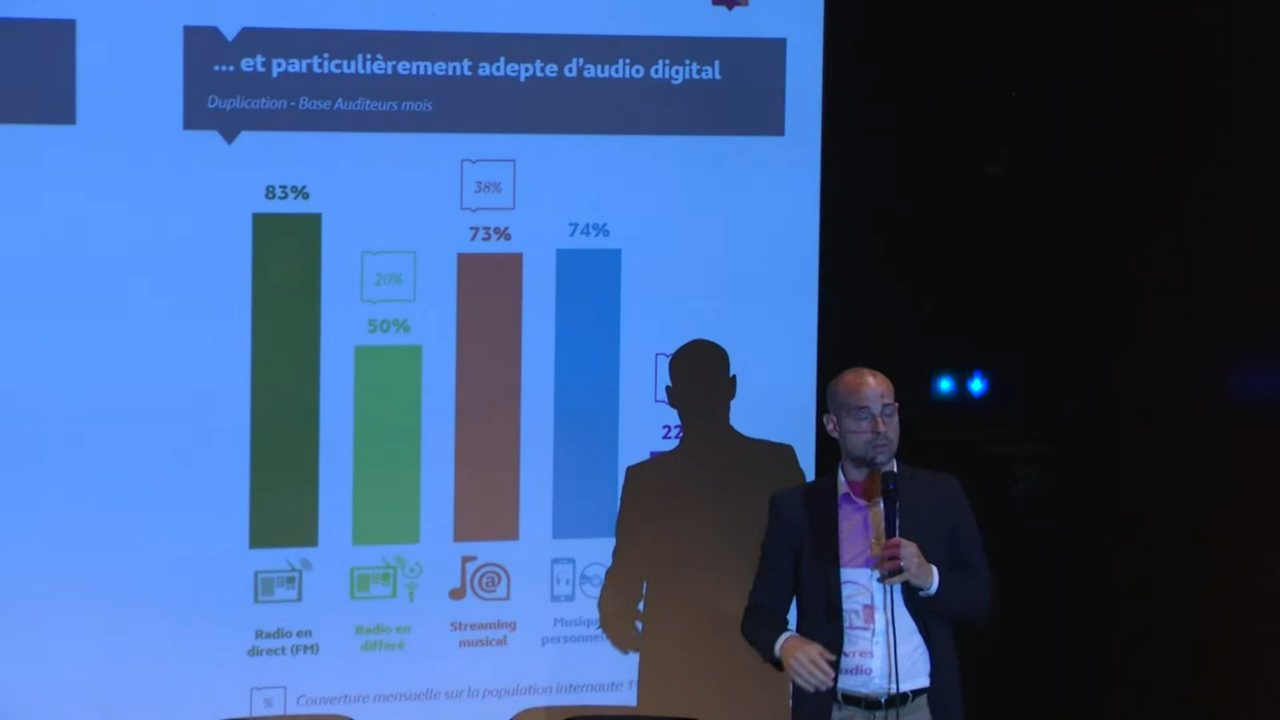 ... et particulièrement adepte d'audio digital
Duplication - Base Auditeurs mois
83%
20%
50%
38%
73%
74%
22
Radio en
direct (FM)
Radio en
différé
Streaming
musical
%
Couverture mensuelle sur la population internaute